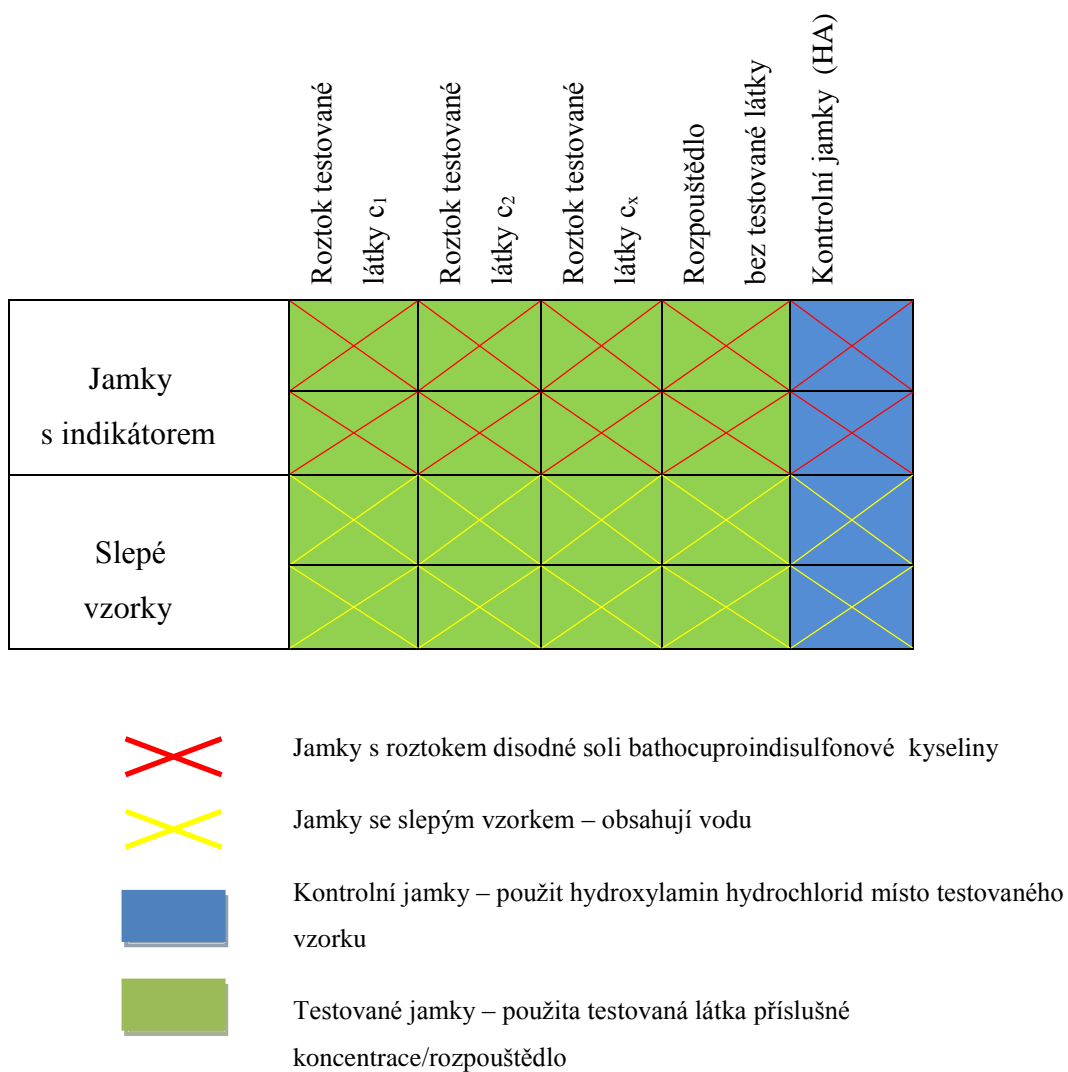 Roztok testované
látky c₁
Roztok testované
látky c₂
Roztok testované
látky cₓ
Rozpouštědlo
bez testované látky
Kontrolní jamky (HA)
Jamky
s indikátorem
Slepé
vzorky
Jamky s roztokem disodné soli bathocuproindisulfonové kyseliny
Jamky se slepým vzorkem – obsahují vodu
Kontrolní jamky – použit hydroxylamin hydrochlorid místo testovaného
vzorku
Testované jamky – použita testovaná látka příslušné
koncentrace/rozpouštědlo